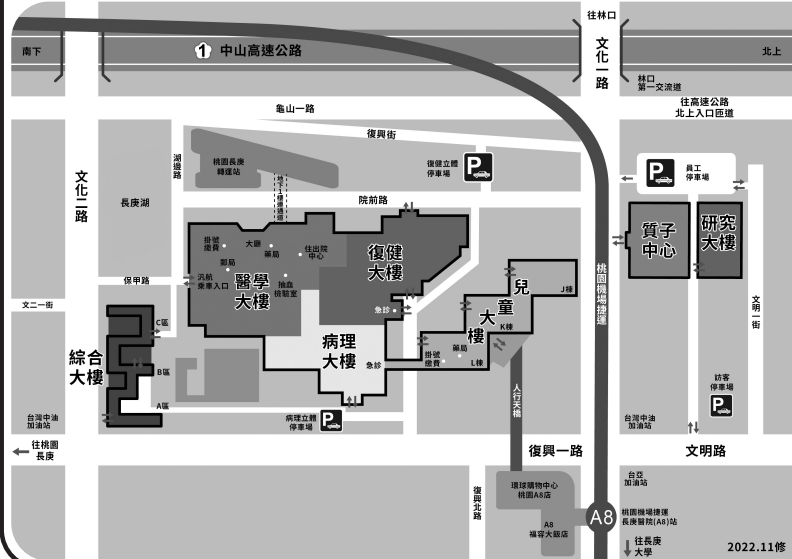 往林口
文化一路
南下
1 中山高速公路
北上
林口
第一交流道
往高速公路
北上入口匝道
龜山一路
復興街
湖邊路
桃園長庚
轉運站
復健立體
停車場
P
P
員工
停車場
文化二路
長庚湖
地下1樓連通道
院前路
質子
中心
研究
大樓
掛號
繳費
大廳
藥局
住出院
中心
郵局
復健
大樓
汎航
乘車入口
醫學
大樓
抽血
檢驗室
保甲路
桃園機場捷運
兒童大樓
J棟
K棟
L棟
急診
文二一街
文明一街
C區
B區
A區
綜合
大樓
病理
大樓
急診
掛號
繳費
藥局
人行天橋
訪客
停車場
P
台灣中油
加油站
病理立體
停車場
P
台灣中油
加油站
往桃園
長庚
復興一路
文明路
復興北路
環球購物中心
桃園A8店
A8
福容大飯店
A8
台亞
加油站
桃園機場捷運
長庚醫院(A8)站
往長庚
大學
2022.11修